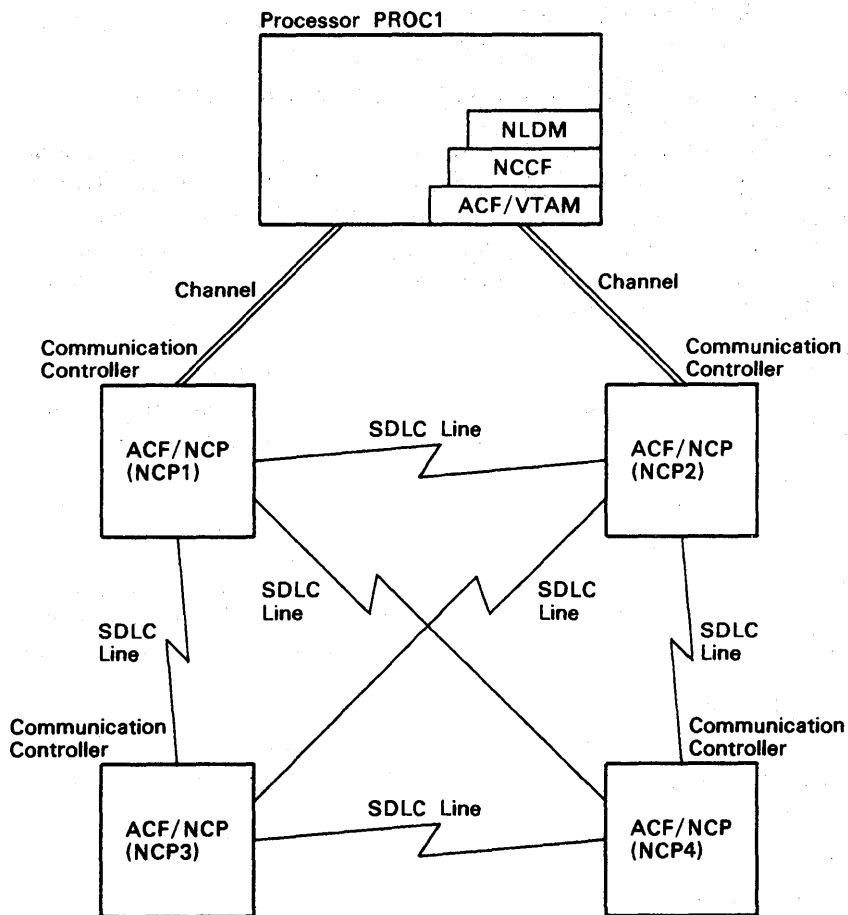 Processor PROC1
NLDM
NCCF
ACF/VTAM
Channel
Channel
Communication
Controller
Communication
Controller
ACF/NCP
(NCP1)
SDLC Line
ACF/NCP
(NCP2)
SDLC
Line
SDLC
Line
SDLC
Line
SDLC
Line
Communication
Controller
Communication
Controller
ACF/NCP
(NCP3)
SDLC Line
ACF/NCP
(NCP4)